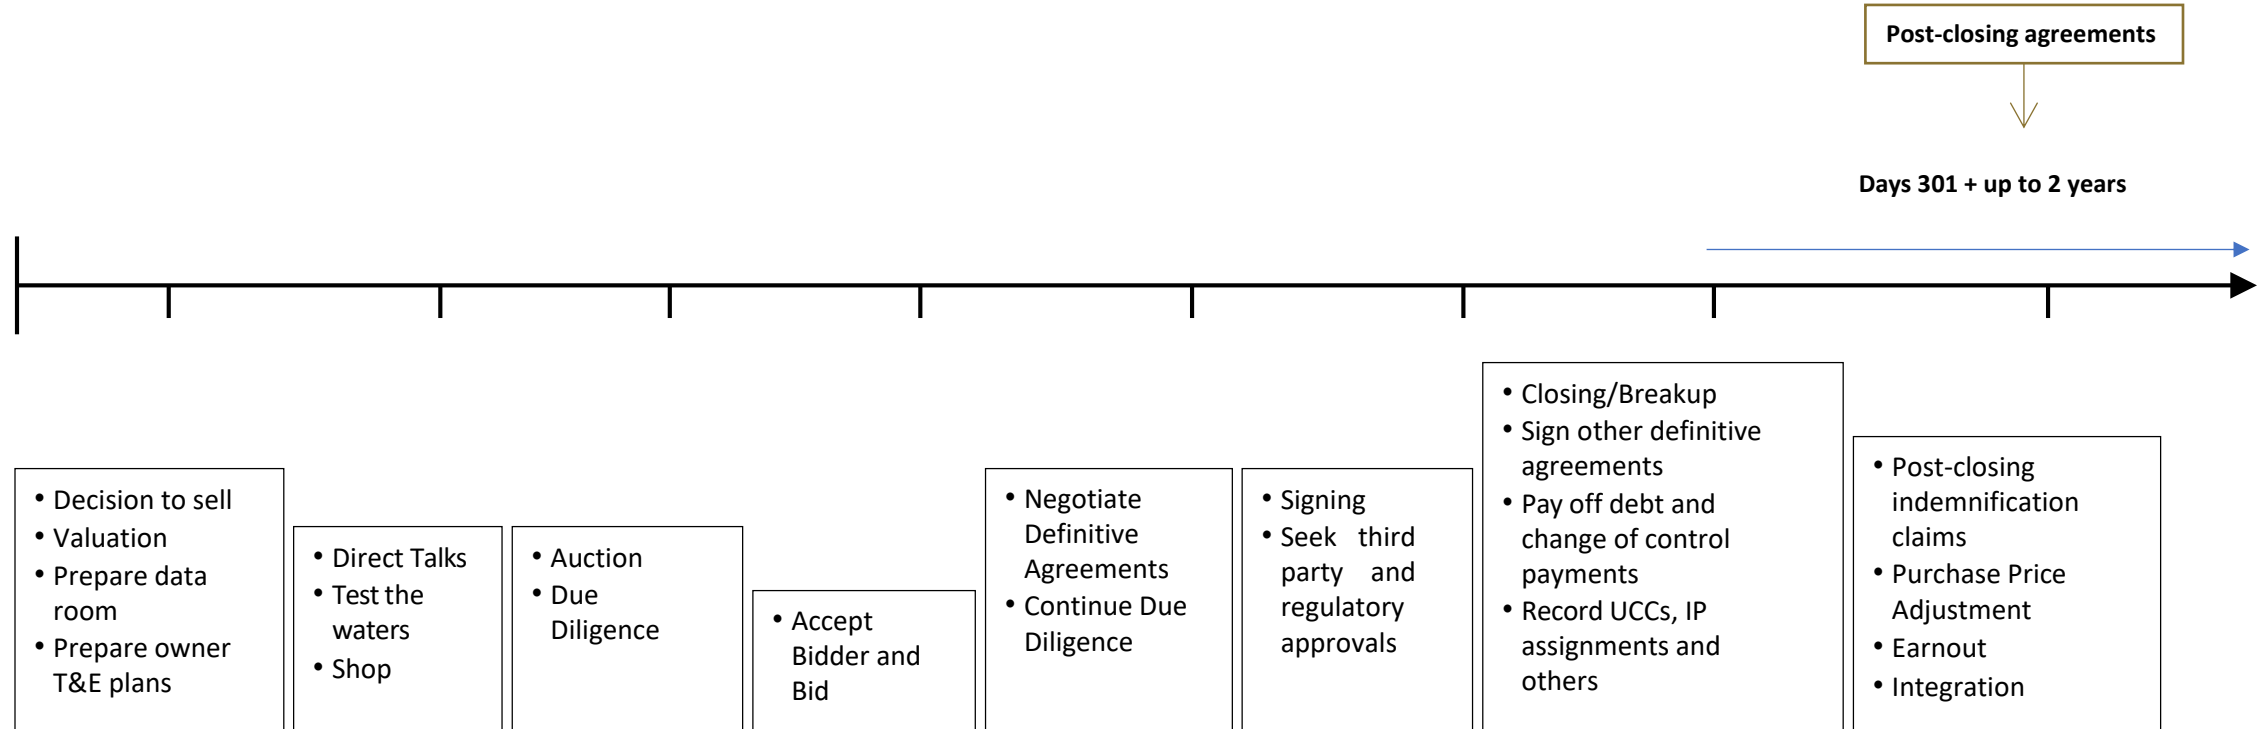 Post-closing agreements
Days 301 + up to 2 years
• Decision to sell
• Valuation
• Prepare data
room
• Prepare owner
T&E plans
• Direct Talks
• Test the
waters
• Shop
• Auction
• Due
Diligence
• Accept
Bidder and
Bid
• Negotiate
Definitive
Agreements
• Continue Due
Diligence
• Signing
• Seek third
party and
regulatory
approvals
• Closing/Breakup
• Sign other definitive
agreements
• Pay off debt and
change of control
payments
• Record UCCs, IP
assignments and
others
• Post-closing
indemnification
claims
• Purchase Price
Adjustment
• Earnout
• Integration